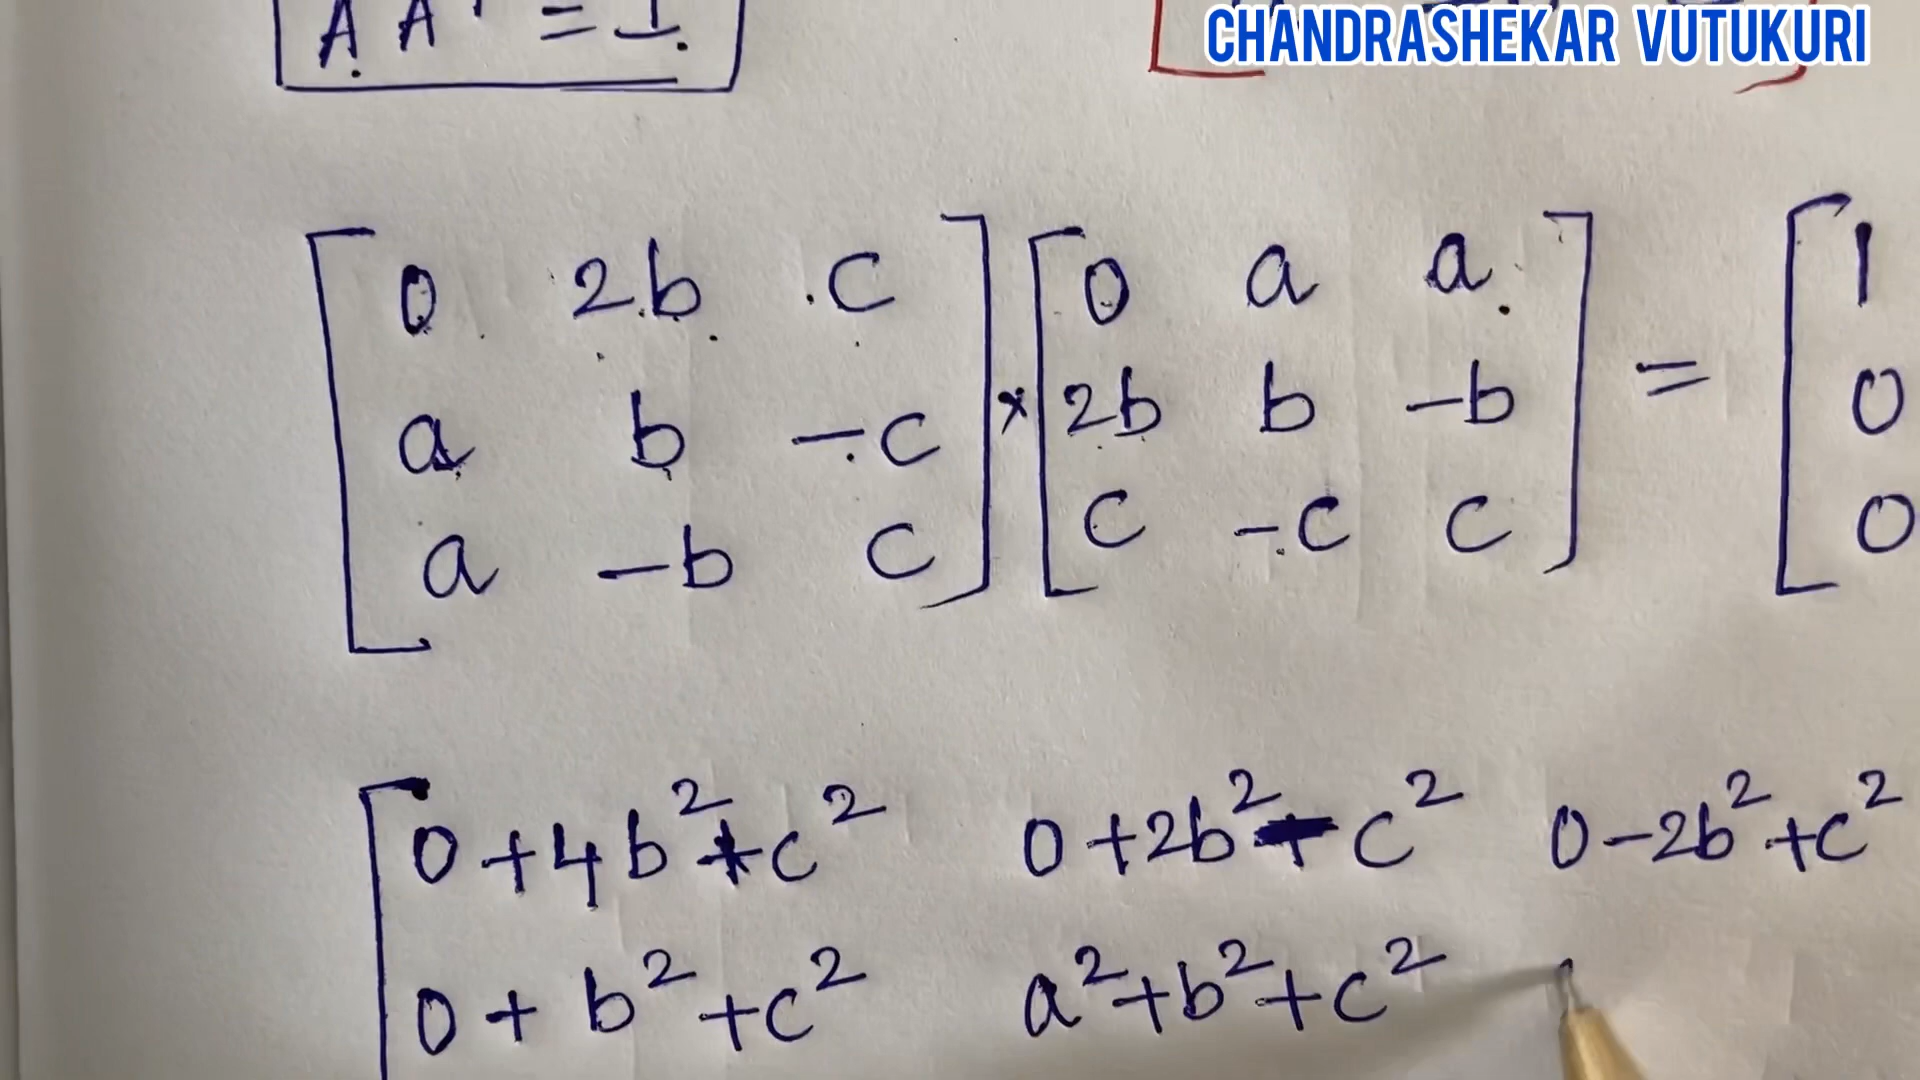 A Aᵀ = I.
CHANDRASHEKAR VUTUKURI
[0 2b c] × [0 a a] = [1
[a b -c] [2b b -b] [0
[a -b c] [c -c c] [0
[0 + 4b² + c² 0 + 2b² - c² 0 - 2b² + c²
0 + b² + c² a² + b² + c²